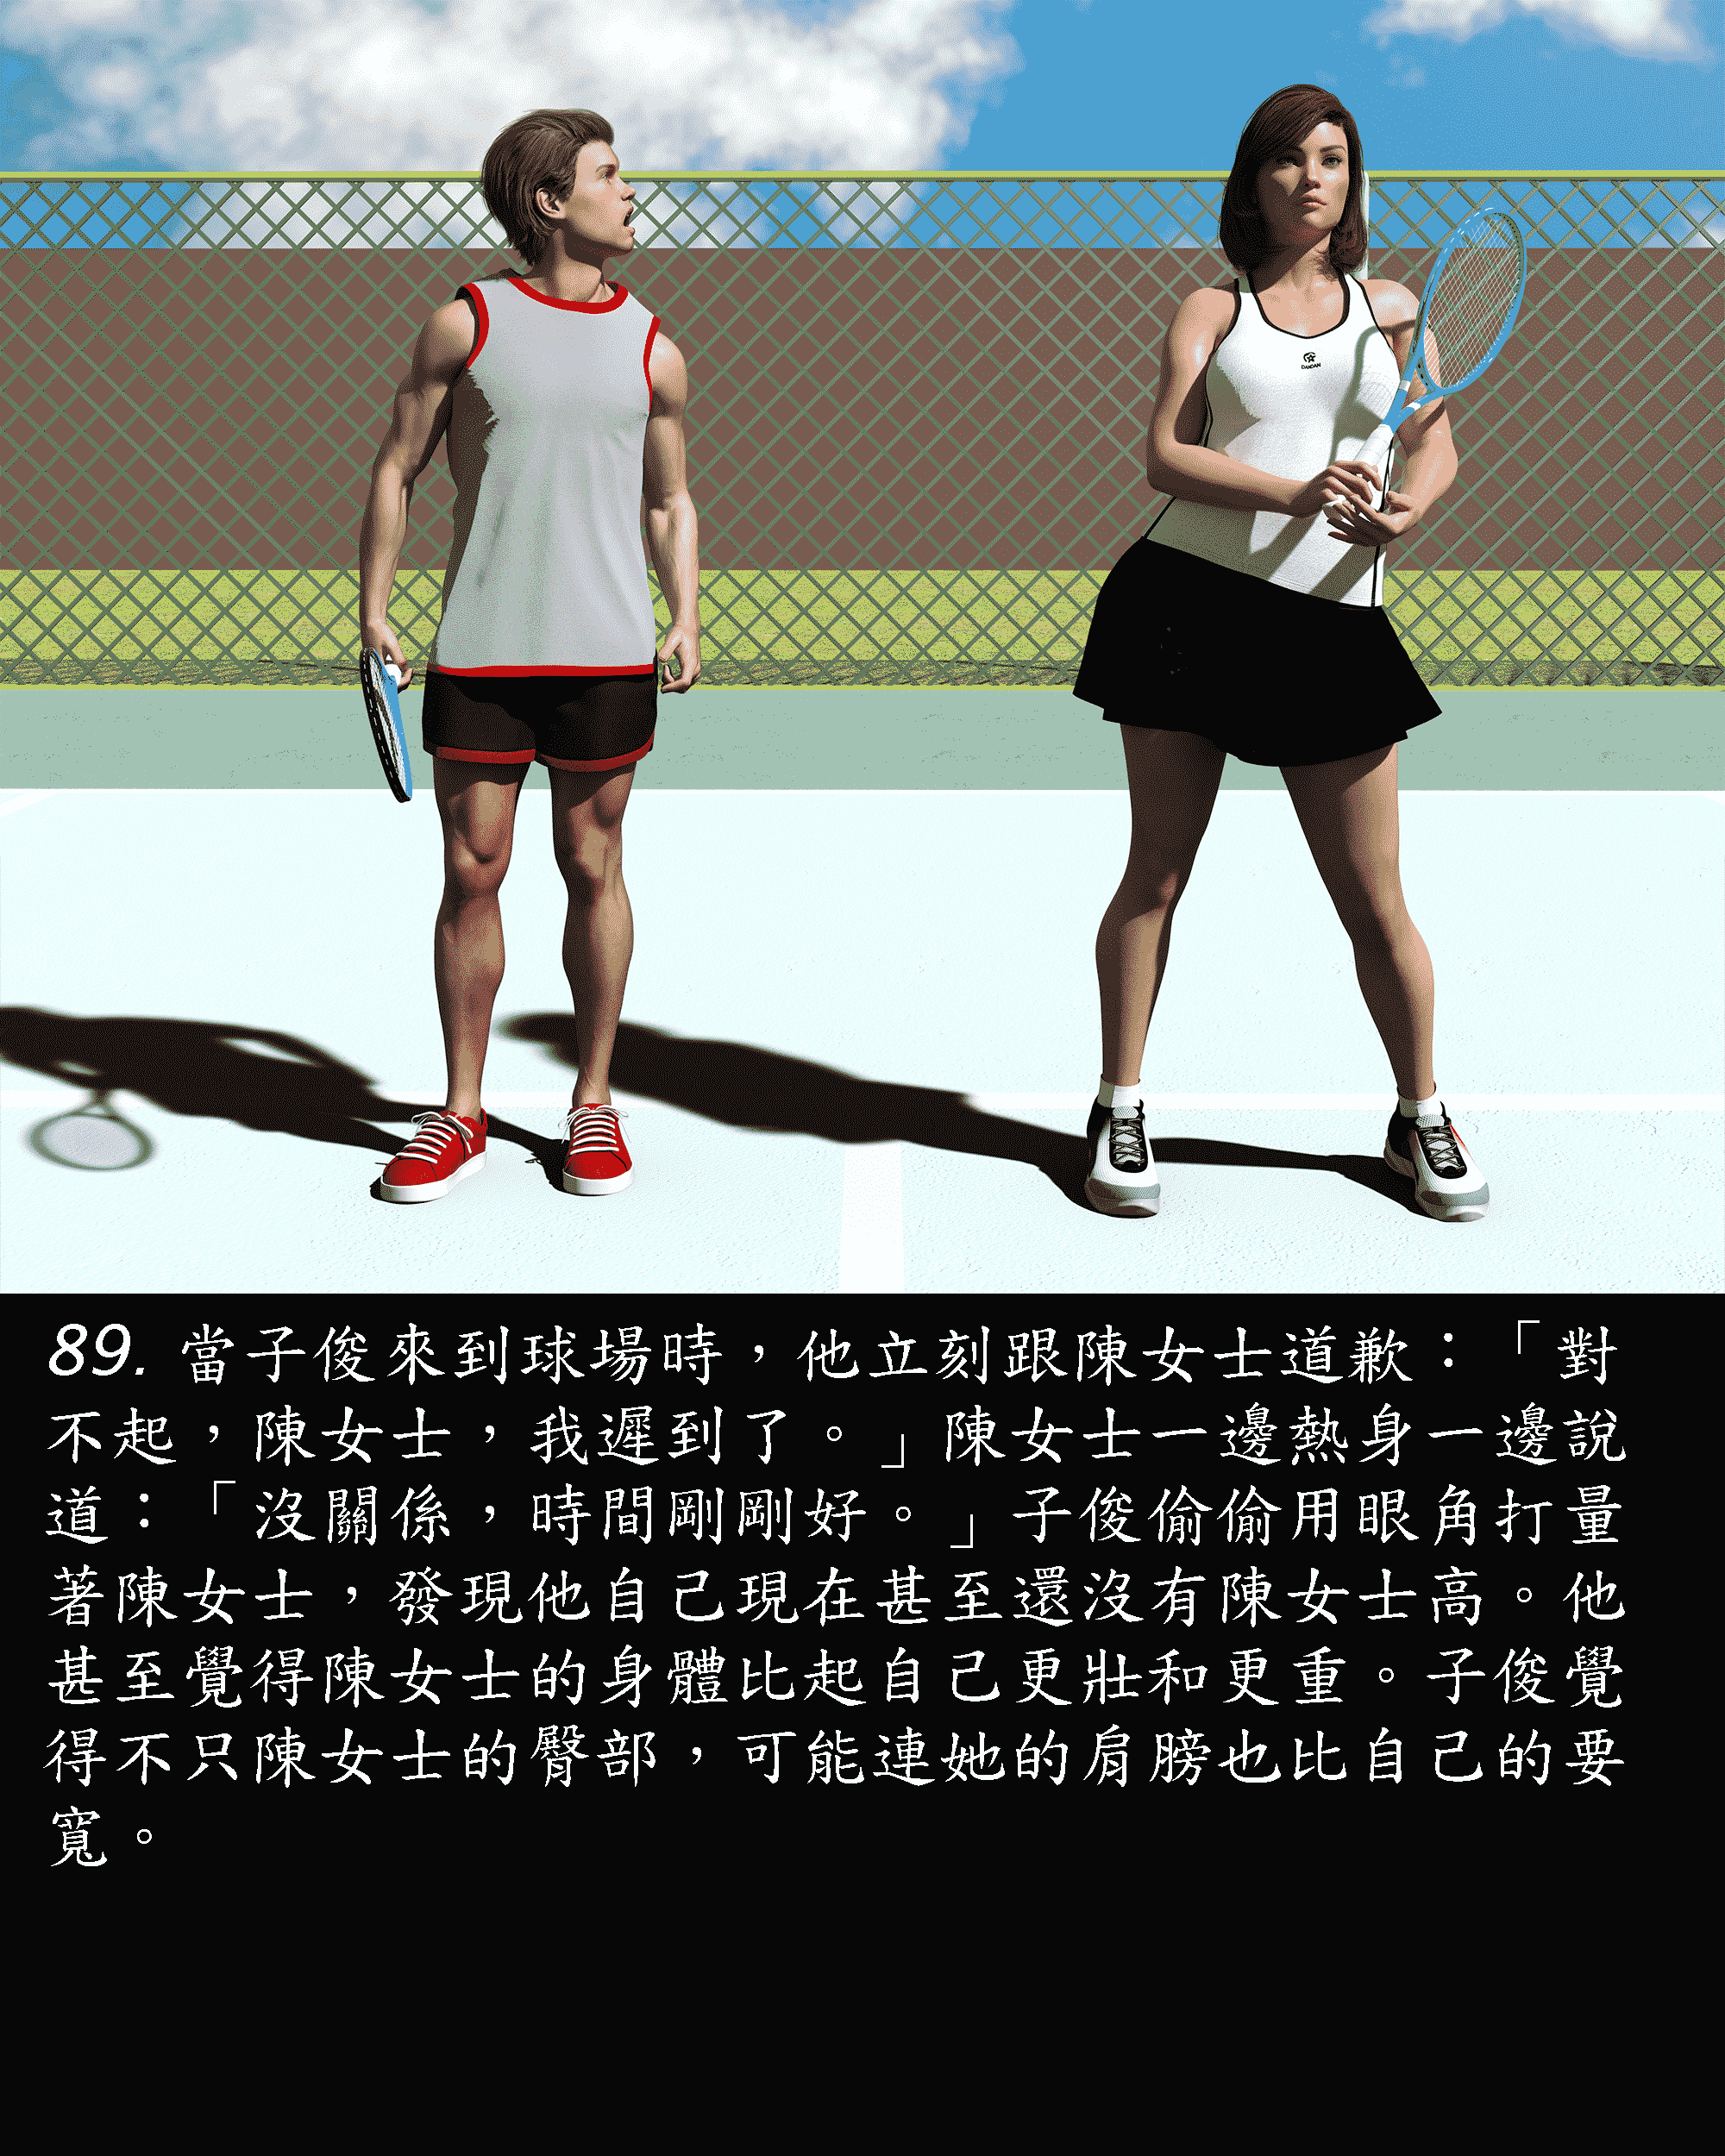 DANDAN
89. 當子俊來到球場時，他立刻跟陳女士道歉：「對
不起，陳女士，我遲到了。」陳女士一邊熱身一邊說
道：「沒關係，時間剛剛好。」子俊偷偷用眼角打量
著陳女士，發現他自己現在甚至還沒有陳女士高。他
甚至覺得陳女士的身體比起自己更壯和更重。子俊覺
得不只陳女士的臀部，可能連她的肩膀也比自己的要
寬。